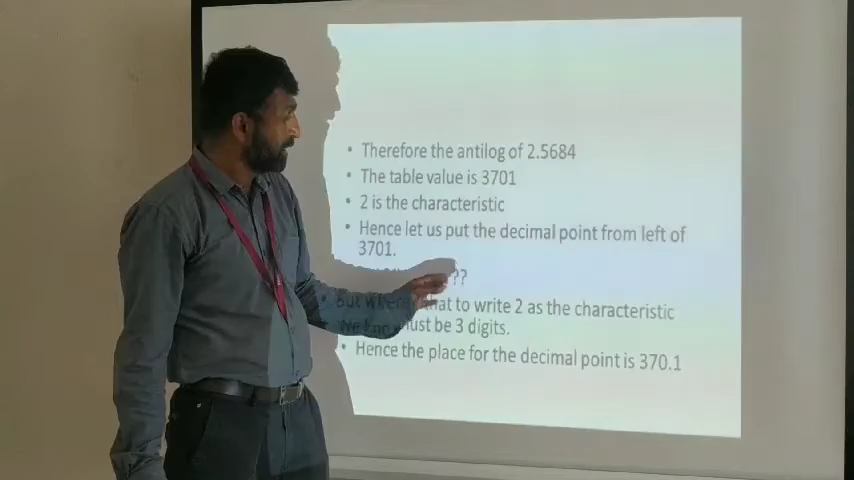 • Therefore the antilog of 2.5684
• The table value is 3701
• 2 is the characteristic
• Hence let us put the decimal point from left of
3701.
??
• But where that to write 2 as the characteristic
must be 3 digits.
• Hence the place for the decimal point is 370.1